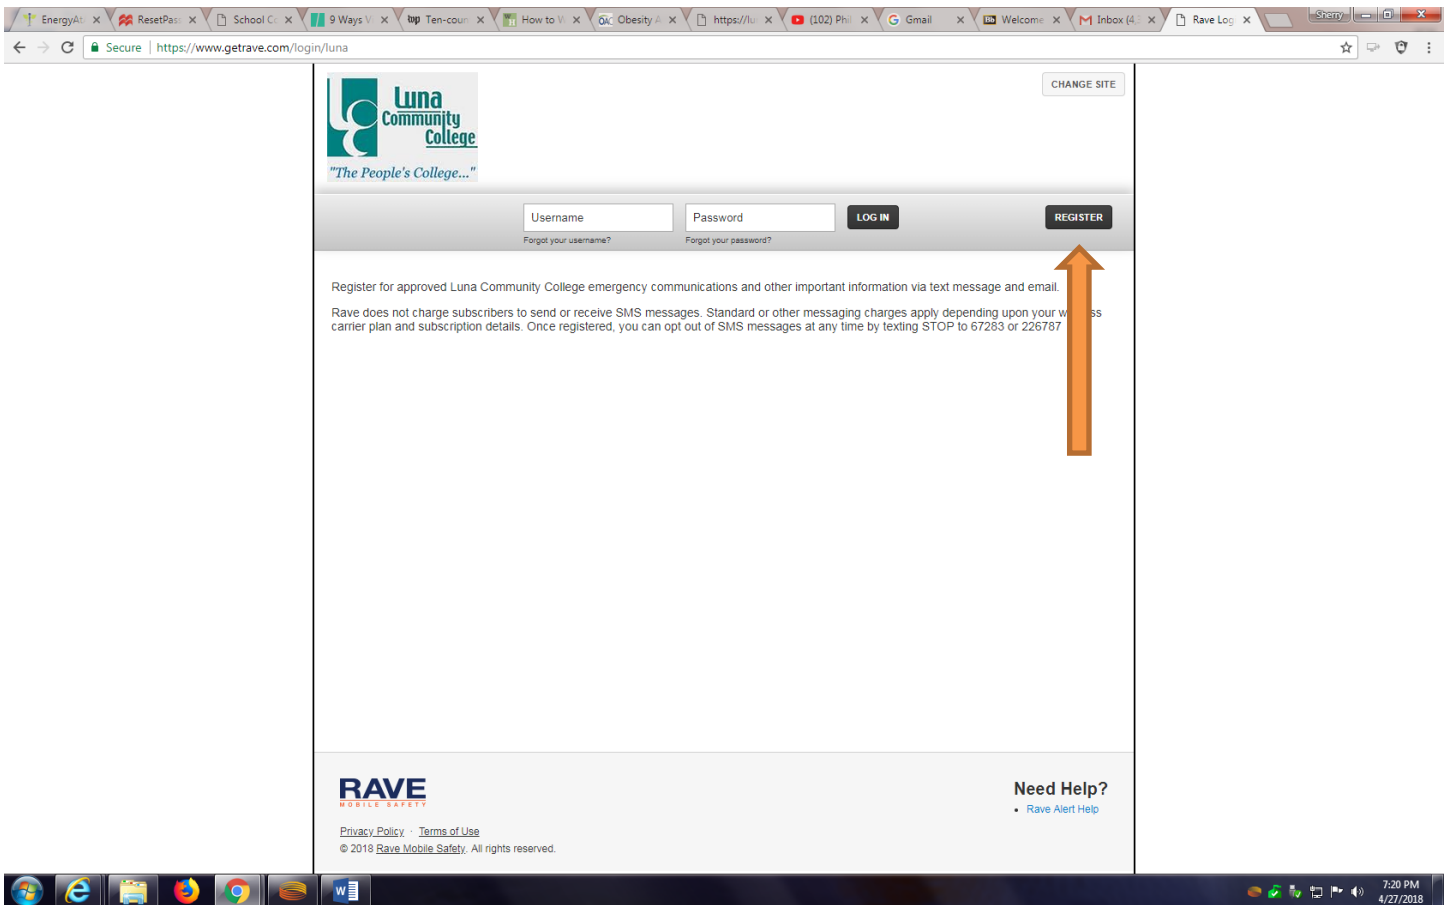 EnergyAt ResetPas School Co 9 Ways V Ten-coun How to W Obesity A https://lu (102) Phi Gmail Welcome Inbox (4, Rave Log Sherry
Secure https://www.getrave.com/login/luna
CHANGE SITE
Luna
Community
College
"The People's College..."
Username Password LOG IN REGISTER
Forgot your username? Forgot your password?
Register for approved Luna Community College emergency communications and other important information via text message and email.
Rave does not charge subscribers to send or receive SMS messages. Standard or other messaging charges apply depending upon your w ss
carrier plan and subscription details. Once registered, you can opt out of SMS messages at any time by texting STOP to 67283 or 226787
RAVE
MOBILE SAFETY
Need Help?
• Rave Alert Help
Privacy Policy · Terms of Use
© 2018 Rave Mobile Safety. All rights reserved.
7:20 PM
4/27/2018